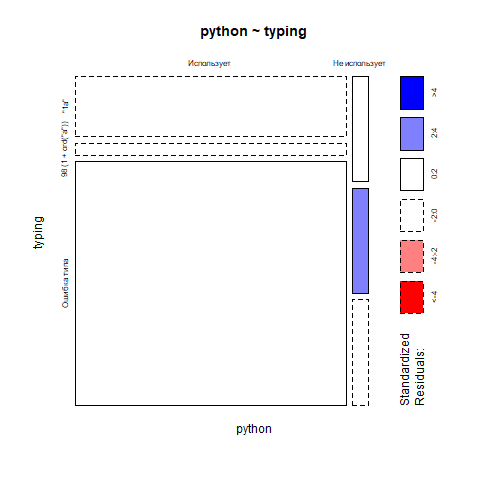 python ~ typing
Использует
Не использует
"1a"
98 (1 + ord("a"))
Ошибка типа
typing
python
>4
2:4
0:2
-2:0
-4:-2
<-4
Standardized
Residuals: